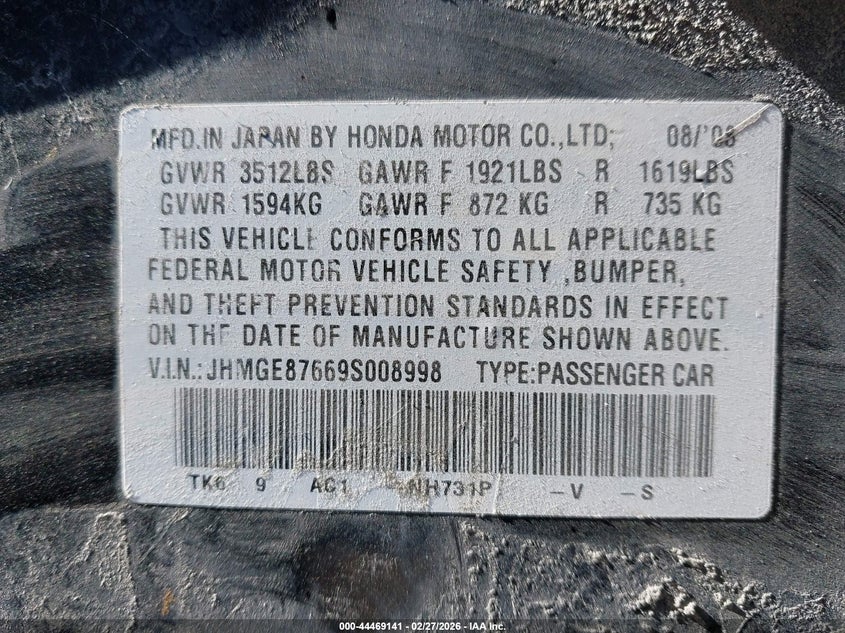 MFD.IN JAPAN BY HONDA MOTOR CO.,LTD; 08/'08
GVWR 3512LBS GAWR F 1921LBS R 1619LBS
GVWR 1594KG GAWR F 872 KG R 735 KG
THIS VEHICLE CONFORMS TO ALL APPLICABLE
FEDERAL MOTOR VEHICLE SAFETY ,BUMPER,
AND THEFT PREVENTION STANDARDS IN EFFECT
ON THE DATE OF MANUFACTURE SHOWN ABOVE.
V.I.N.:JHMGE87669S008998 TYPE:PASSENGER CAR
TK6 9 AC1 NH731P -V -S
000-44469141 - 02/27/2026 - IAA Inc.